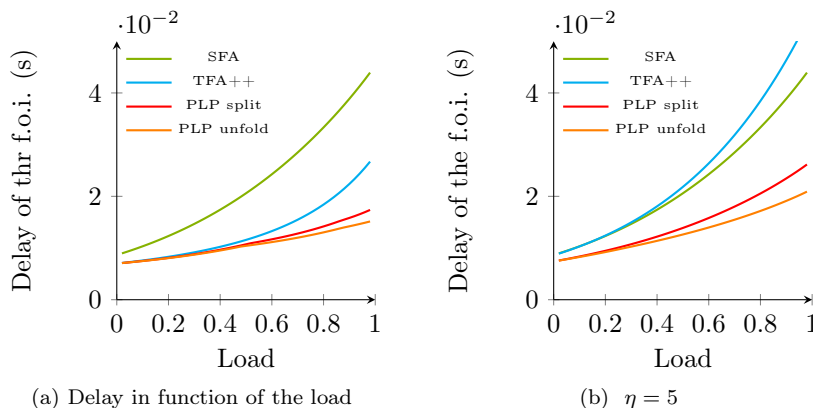 ·10−2
Delay of thr f.o.i. (s)
4
2
0
SFA
TFA++
PLP split
PLP unfold
0 0.2 0.4 0.6 0.8 1
Load
(a) Delay in function of the load
·10−2
Delay of the f.o.i. (s)
4
2
0
SFA
TFA++
PLP split
PLP unfold
0 0.2 0.4 0.6 0.8 1
Load
(b) η = 5